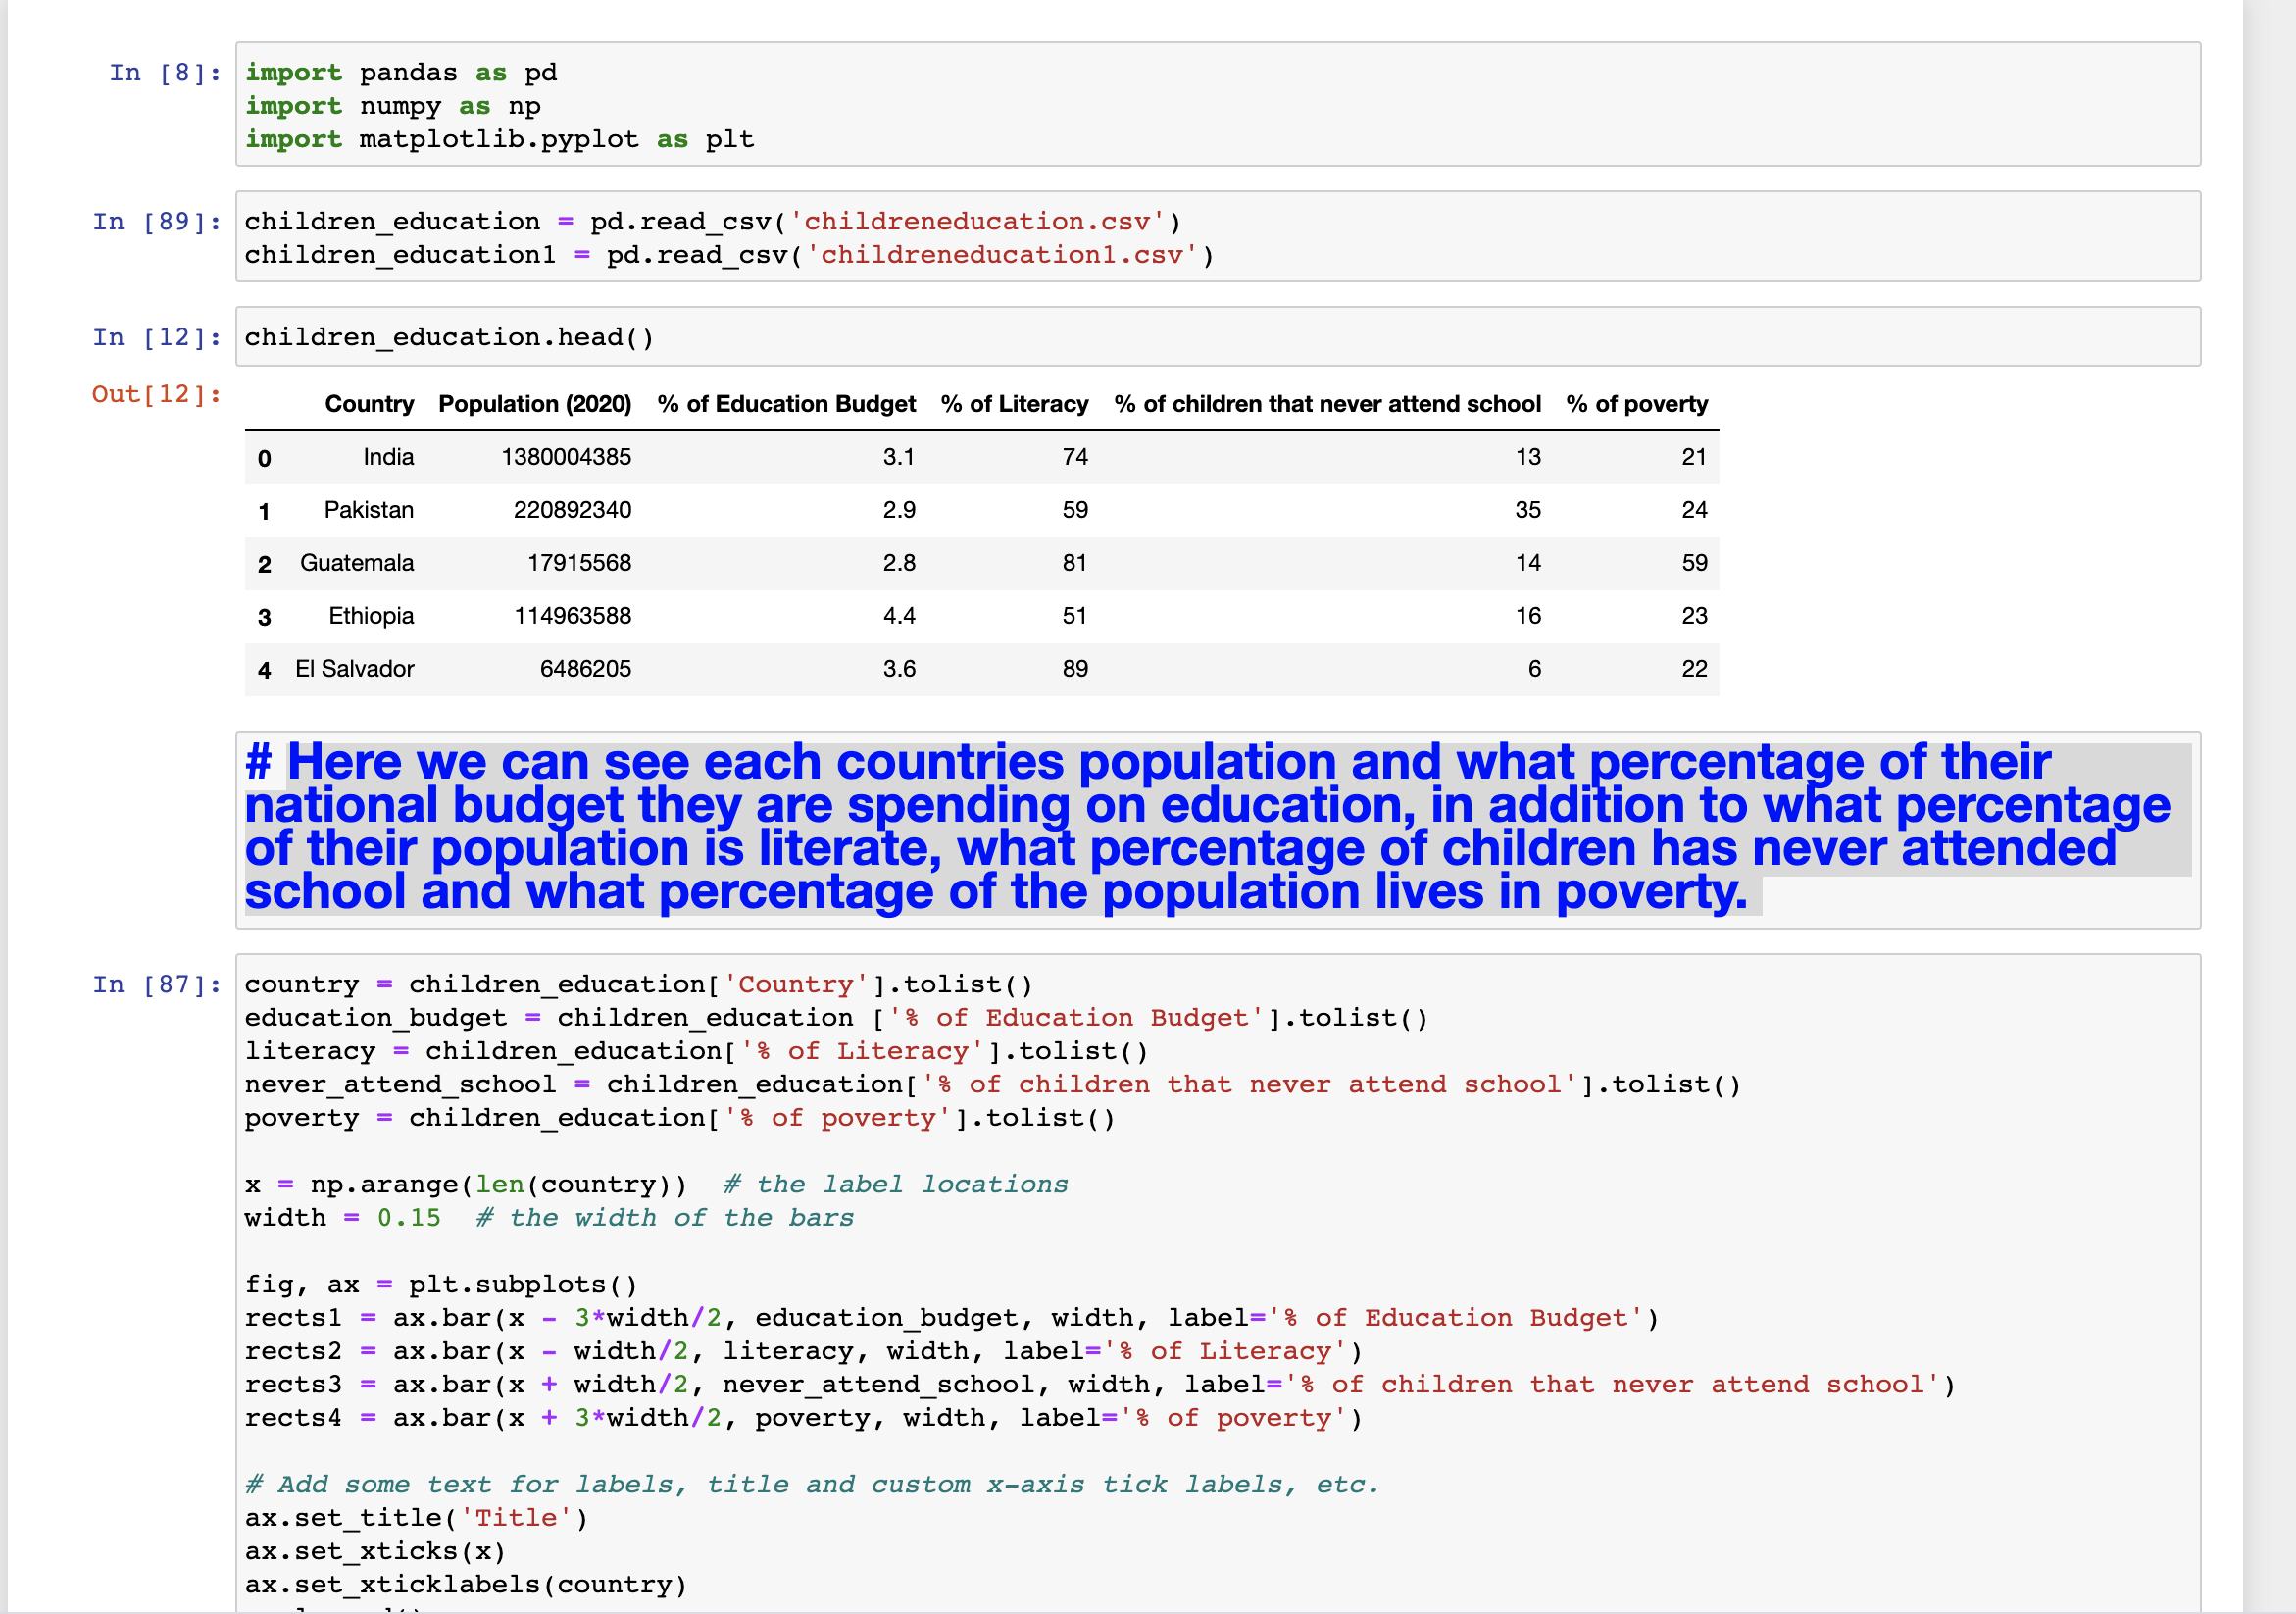 In [8]: import pandas as pd
import numpy as np
import matplotlib.pyplot as plt
In [89]: children_education = pd.read_csv('childreneducation.csv')
children_education1 = pd.read_csv('childreneducation1.csv')
In [12]: children_education.head()
Out[12]:
Country Population (2020) % of Education Budget % of Literacy % of children that never attend school % of poverty
0 India 1380004385 3.1 74 13 21
1 Pakistan 220892340 2.9 59 35 24
2 Guatemala 17915568 2.8 81 14 59
3 Ethiopia 114963588 4.4 51 16 23
4 El Salvador 6486205 3.6 89 6 22
# Here we can see each countries population and what percentage of their
national budget they are spending on education, in addition to what percentage
of their population is literate, what percentage of children has never attended
school and what percentage of the population lives in poverty.
In [87]: country = children_education['Country'].tolist()
education_budget = children_education ['% of Education Budget'].tolist()
literacy = children_education['% of Literacy'].tolist()
never_attend_school = children_education['% of children that never attend school'].tolist()
poverty = children_education['% of poverty'].tolist()
x = np.arange(len(country))  # the label locations
width = 0.15  # the width of the bars
fig, ax = plt.subplots()
rects1 = ax.bar(x - 3*width/2, education_budget, width, label='% of Education Budget')
rects2 = ax.bar(x - width/2, literacy, width, label='% of Literacy')
rects3 = ax.bar(x + width/2, never_attend_school, width, label='% of children that never attend school')
rects4 = ax.bar(x + 3*width/2, poverty, width, label='% of poverty')
# Add some text for labels, title and custom x-axis tick labels, etc.
ax.set_title('Title')
ax.set_xticks(x)
ax.set_xticklabels(country)